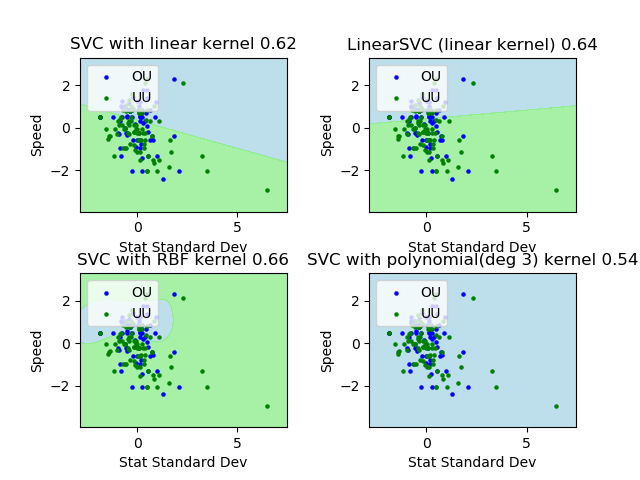 SVC with linear kernel 0.62
LinearSVC (linear kernel) 0.64
OU
UU
OU
UU
2
0
−2
2
0
−2
Speed
Speed
0
5
0
5
Stat Standard Dev
Stat Standard Dev
SVC with RBF kernel 0.66
SVC with polynomial(deg 3) kernel 0.54
OU
UU
OU
UU
2
0
−2
2
0
−2
Speed
Speed
0
5
0
5
Stat Standard Dev
Stat Standard Dev